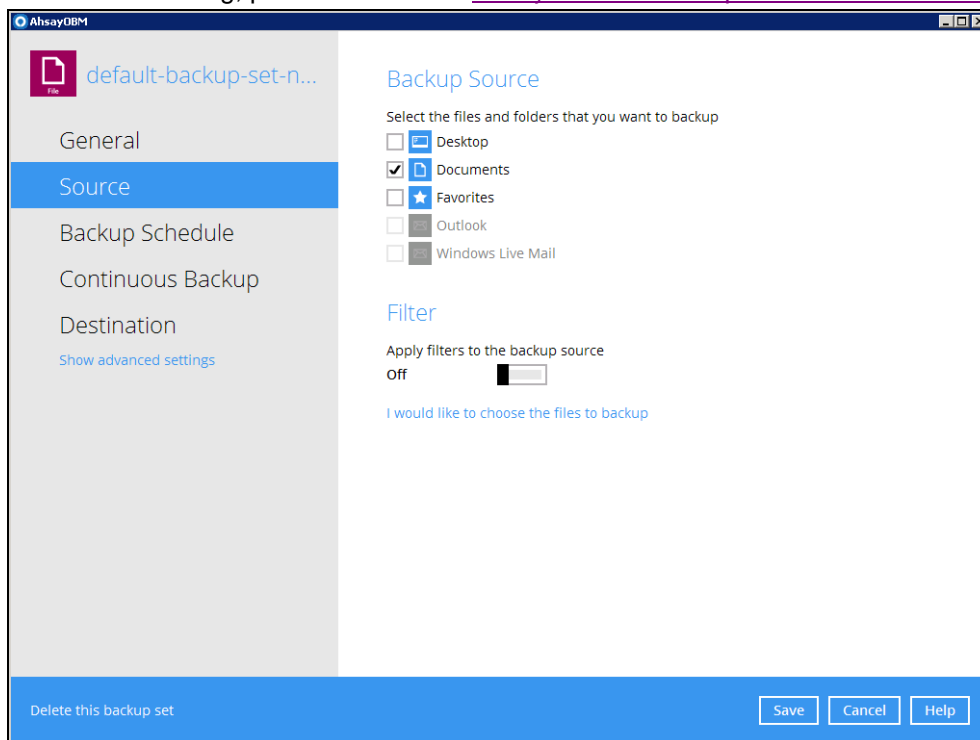 AhsayOBM
File
default-backup-set-n...
General
Source
Backup Schedule
Continuous Backup
Destination
Show advanced settings
Backup Source
Select the files and folders that you want to backup
Desktop
Documents
Favorites
Outlook
Windows Live Mail
Filter
Apply filters to the backup source
Off
I would like to choose the files to backup
Delete this backup set
Save
Cancel
Help